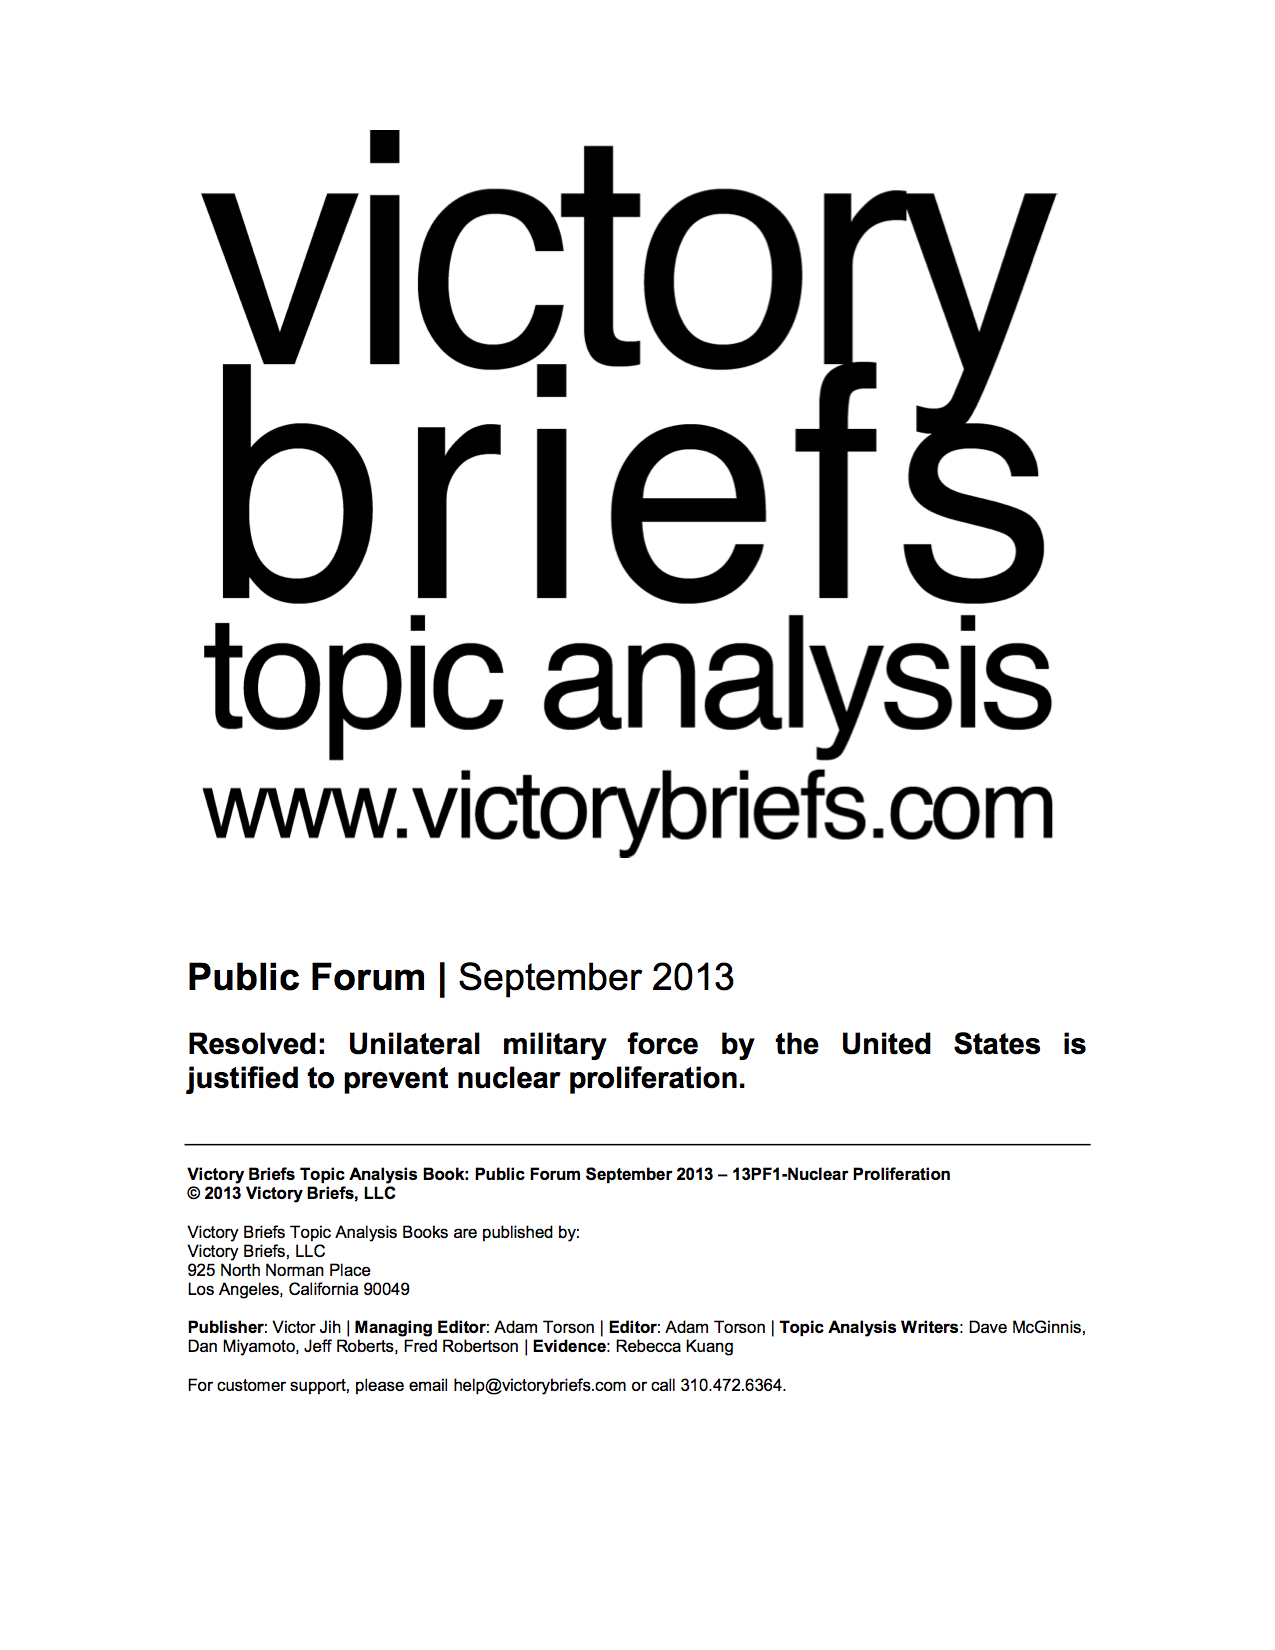 victory
briefs
topic analysis
www.victorybriefs.com
Public Forum | September 2013
Resolved: Unilateral military force by the United States is
justified to prevent nuclear proliferation.
Victory Briefs Topic Analysis Book: Public Forum September 2013 – 13PF1-Nuclear Proliferation
© 2013 Victory Briefs, LLC
Victory Briefs Topic Analysis Books are published by:
Victory Briefs, LLC
925 North Norman Place
Los Angeles, California 90049
Publisher: Victor Jih | Managing Editor: Adam Torson | Editor: Adam Torson | Topic Analysis Writers: Dave McGinnis,
Dan Miyamoto, Jeff Roberts, Fred Robertson | Evidence: Rebecca Kuang
For customer support, please email help@victorybriefs.com or call 310.472.6364.